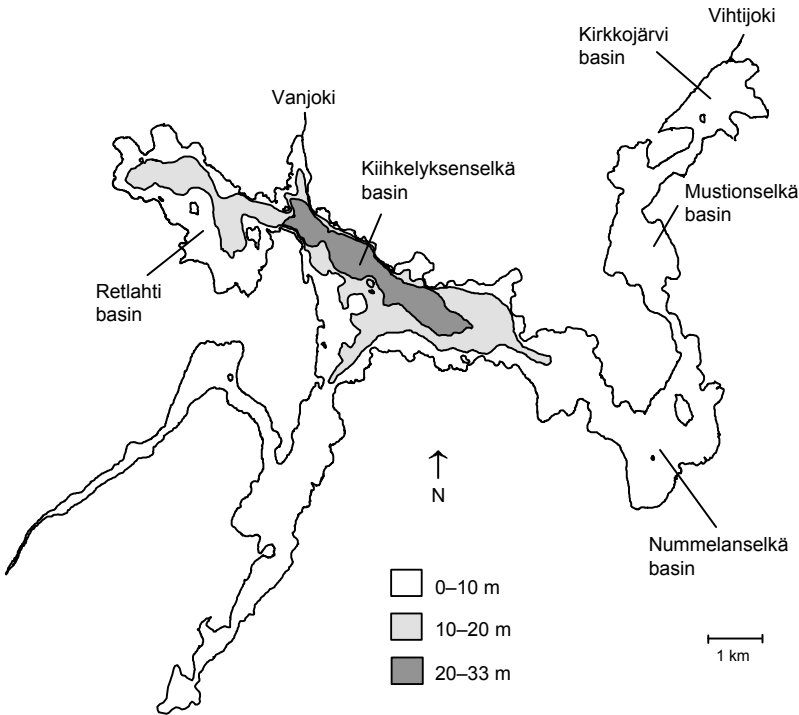 Vihtijoki
Kirkkojärvi
basin
Vanjoki
Kiihkelyksenselkä
basin
Mustionselkä
basin
Retlahti
basin
N
Nummelanselkä
basin
0–10 m
10–20 m
20–33 m
1 km